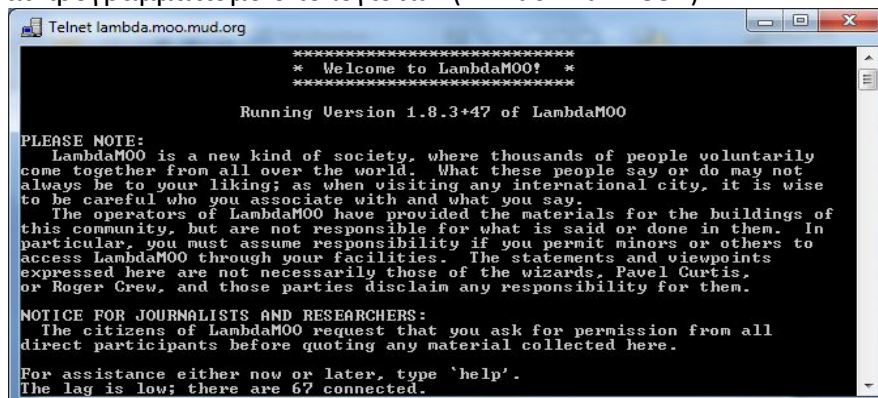 Telnet lambda.moo.mud.org
***************************
* Welcome to LambdaMOO! *
***************************
Running Version 1.8.3+47 of LambdaMOO
PLEASE NOTE:
LambdaMOO is a new kind of society, where thousands of people voluntarily
come together from all over the world. What these people say or do may not
always be to your liking; as when visiting any international city, it is wise
to be careful who you associate with and what you say.
The operators of LambdaMOO have provided the materials for the buildings of
this community, but are not responsible for what is said or done in them. In
particular, you must assume responsibility if you permit minors or others to
access LambdaMOO through your facilities. The statements and viewpoints
expressed here are not necessarily those of the wizards, Pavel Curtis,
or Roger Crew, and those parties disclaim any responsibility for them.
NOTICE FOR JOURNALISTS AND RESEARCHERS:
The citizens of LambdaMOO request that you ask for permission from all
direct participants before quoting any material collected here.
For assistance either now or later, type `help'.
The lag is low; there are 67 connected.